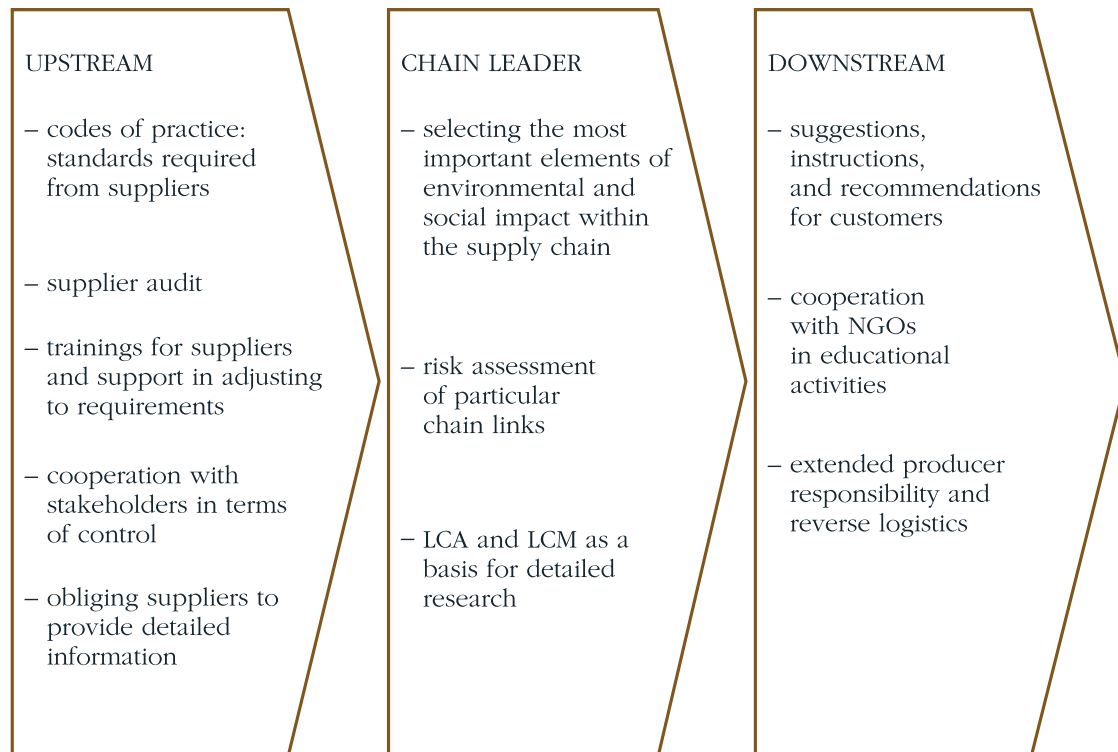 UPSTREAM
– codes of practice:
standards required
from suppliers
– supplier audit
– trainings for suppliers
and support in adjusting
to requirements
– cooperation with
stakeholders in terms
of control
– obliging suppliers to
provide detailed
information
CHAIN LEADER
– selecting the most
important elements of
environmental and
social impact within
the supply chain
– risk assessment
of particular
chain links
– LCA and LCM as a
basis for detailed
research
DOWNSTREAM
– suggestions,
instructions,
and recommendations
for customers
– cooperation
with NGOs
in educational
activities
– extended producer
responsibility and
reverse logistics